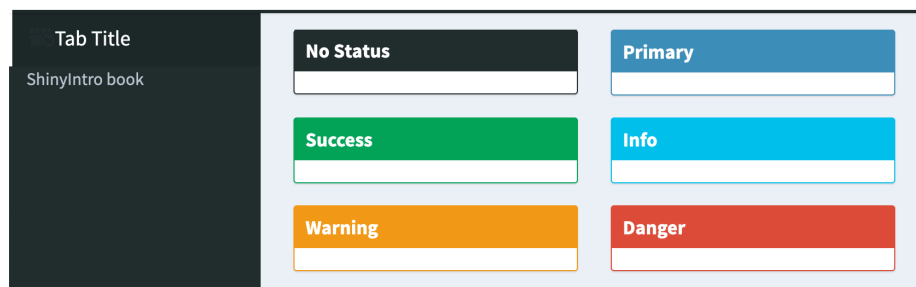 Tab Title
ShinyIntro book
No Status
Primary
Success
Info
Warning
Danger